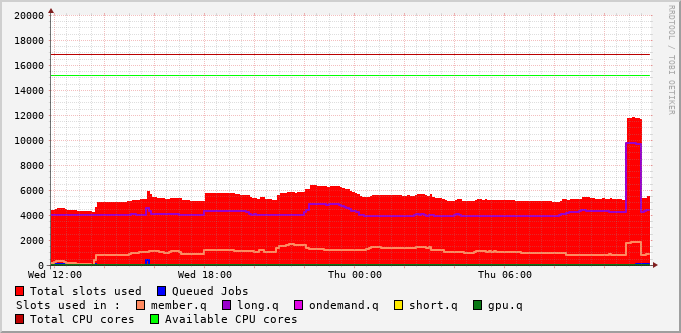 20000
18000
16000
14000
12000
10000
8000
6000
4000
2000
0
Wed 12:00 Wed 18:00 Thu 00:00 Thu 06:00
Total slots used Queued Jobs
Slots used in : member.q long.q ondemand.q short.q gpu.q
Total CPU cores Available CPU cores
RRDTOOL / TOBI OETIKER